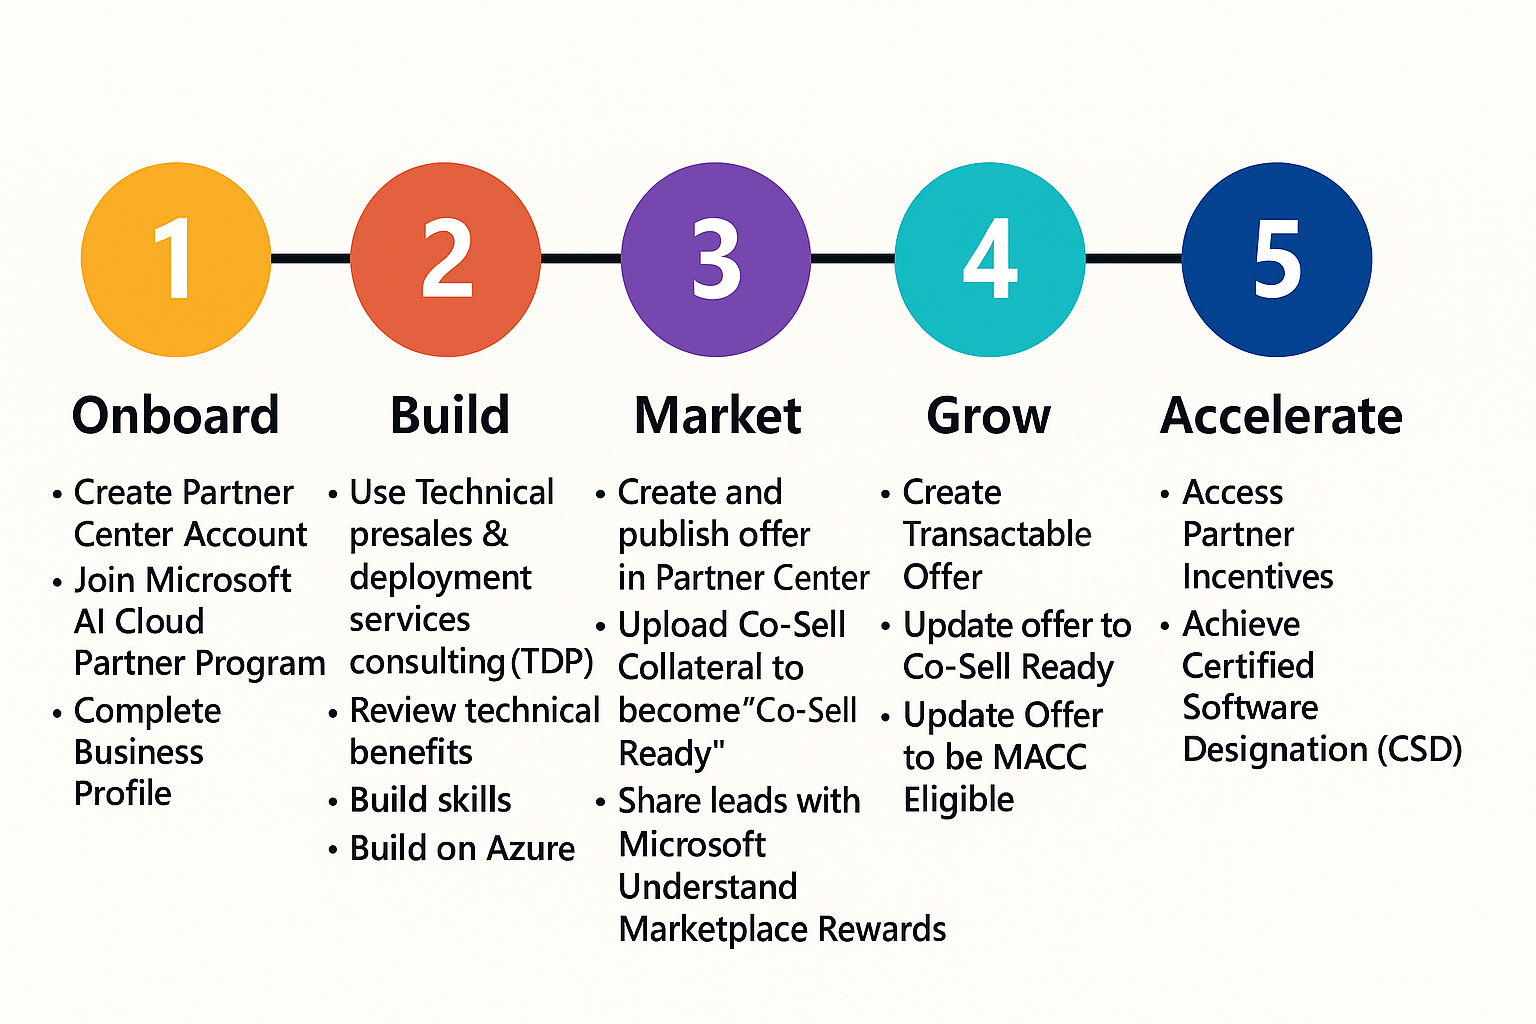 1
2
3
4
5
Onboard
• Create Partner
Center Account
• Join Microsoft
AI Cloud
Partner Program
• Complete
Business
Profile
Build
• Use Technical
presales &
deployment
services
consulting (TDP)
• Review technical
benefits
• Build skills
• Build on Azure
Market
• Create and
publish offer
in Partner Center
• Upload Co-Sell
Collateral to
become"Co-Sell
Ready"
• Share leads with
Microsoft
Understand
Marketplace Rewards
Grow
• Create
Transactable
Offer
• Update offer to
Co-Sell Ready
• Update Offer
to be MACC
Eligible
Accelerate
• Access
Partner
Incentives
• Achieve
Certified
Software
Designation (CSD)